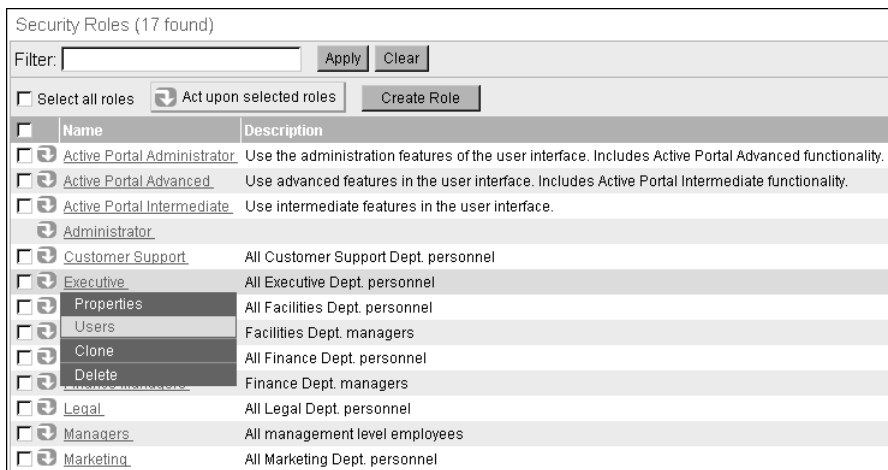 Security Roles (17 found)
Filter: Apply Clear
Select all roles Act upon selected roles Create Role
Name Description
Active Portal Administrator Use the administration features of the user interface. Includes Active Portal Advanced functionality.
Active Portal Advanced Use advanced features in the user interface. Includes Active Portal Intermediate functionality.
Active Portal Intermediate Use intermediate features in the user interface.
Administrator
Customer Support All Customer Support Dept. personnel
Executive All Executive Dept. personnel
Properties All Facilities Dept. personnel
Users Facilities Dept. managers
Clone All Finance Dept. personnel
Delete Finance Dept. managers
Legal All Legal Dept. personnel
Managers All management level employees
Marketing All Marketing Dept. personnel